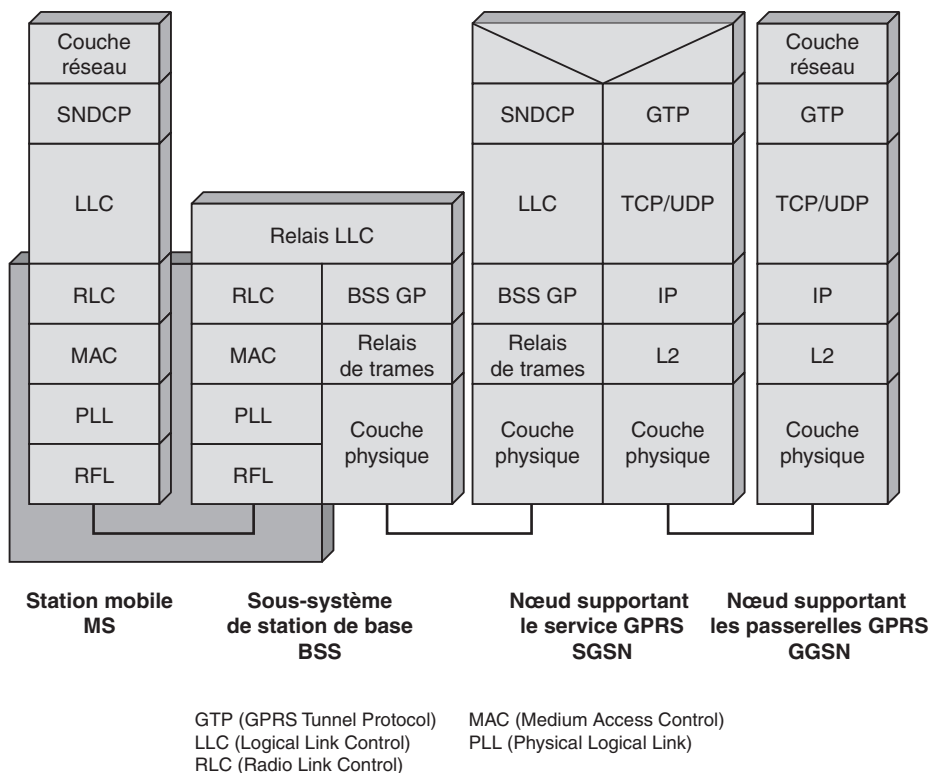 Couche
réseau
SNDCP
LLC
RLC
MAC
PLL
RFL
Relais LLC
RLC
BSS GP
MAC
Relais
de trames
PLL
Couche
physique
RFL
SNDCP
GTP
LLC
TCP/UDP
BSS GP
IP
Relais
de trames
L2
Couche
physique
Couche
physique
Couche
réseau
GTP
TCP/UDP
IP
L2
Couche
physique
Station mobile
MS
Sous-système
de station de base
BSS
Nœud supportant
le service GPRS
SGSN
Nœud supportant
les passerelles GPRS
GGSN
GTP (GPRS Tunnel Protocol)
LLC (Logical Link Control)
RLC (Radio Link Control)
MAC (Medium Access Control)
PLL (Physical Logical Link)